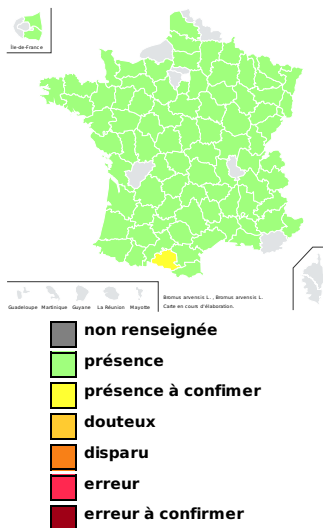 Île-de-France
Guadeloupe Martinique Guyane La Réunion Mayotte
Bromus arvensis L. , Bromus arvensis L.
Carte en cours d'élaboration.
non renseignée
présence
présence à confimer
douteux
disparu
erreur
erreur à confirmer